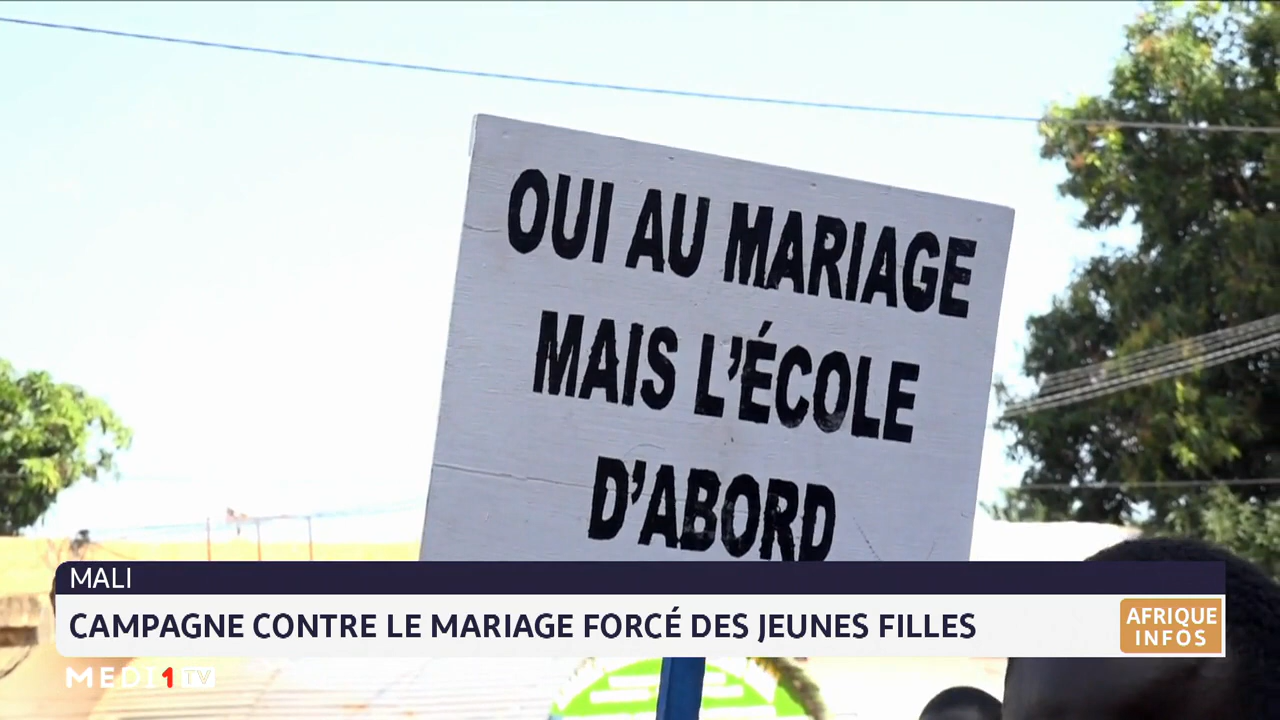 OUI AU MARIAGE
MAIS L'ÉCOLE
D'ABORD
MALI
CAMPAGNE CONTRE LE MARIAGE FORCÉ DES JEUNES FILLES
AFRIQUE
INFOS
MEDI1TV